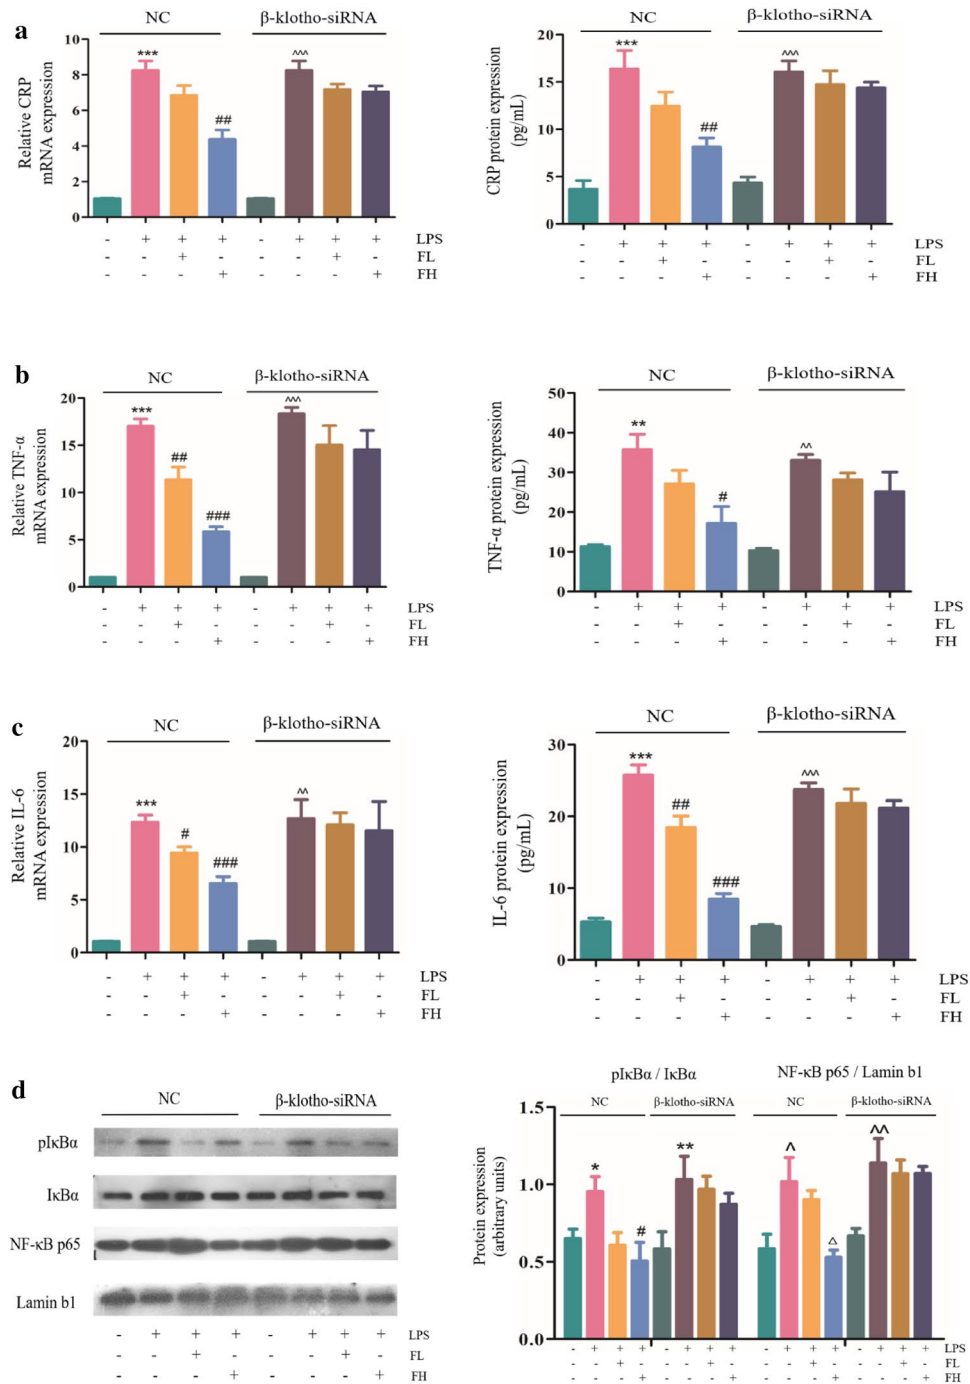 a
NC
β-klotho-siRNA
Relative CRP
mRNA expression
10
8
6
4
2
0
***
##
^^^
- + + + - + + + LPS
- - + - - - + - FL
- - - + - - - + FH
NC
β-klotho-siRNA
CRP protein expression
(pg/mL)
20
15
10
5
0
***
##
^^^
- + + + - + + + LPS
- - + - - - + - FL
- - - + - - - + FH
b
NC
β-klotho-siRNA
Relative TNF-α
mRNA expression
20
15
10
5
0
***
##
###
^^^
- + + + - + + + LPS
- - + - - - + - FL
- - - + - - - + FH
NC
β-klotho-siRNA
TNF-α protein expression
(pg/mL)
50
30
20
10
0
**
#
^^
- + + + - + + + LPS
- - + - - - + - FL
- - - + - - - + FH
c
NC
β-klotho-siRNA
Relative IL-6
mRNA expression
20
15
10
5
0
***
#
###
^^
- + + + - + + + LPS
- - + - - - + - FL
- - - + - - - + FH
NC
β-klotho-siRNA
IL-6 protein expression
(pg/mL)
30
20
10
0
***
##
###
^^^
- + + + - + + + LPS
- - + - - - + - FL
- - - + - - - + FH
d
NC
β-klotho-siRNA
pIκBα
IκBα
NF-κB p65
Lamin b1
- + + + - + + + LPS
- - + - - - + - FL
- - - + - - - + FH
pIκBα / IκBα
NF-κB p65 / Lamin b1
NC
β-klotho-siRNA
NC
β-klotho-siRNA
Protein expression
(arbitrary units)
1.5
1.0
0.5
0.0
*
#
**
^
△
^^
- + + + - + + + - + + + - + + + LPS
- - + - - - + - - - + - - - + - FL
- - - + - - - + - - - + - - - + FH